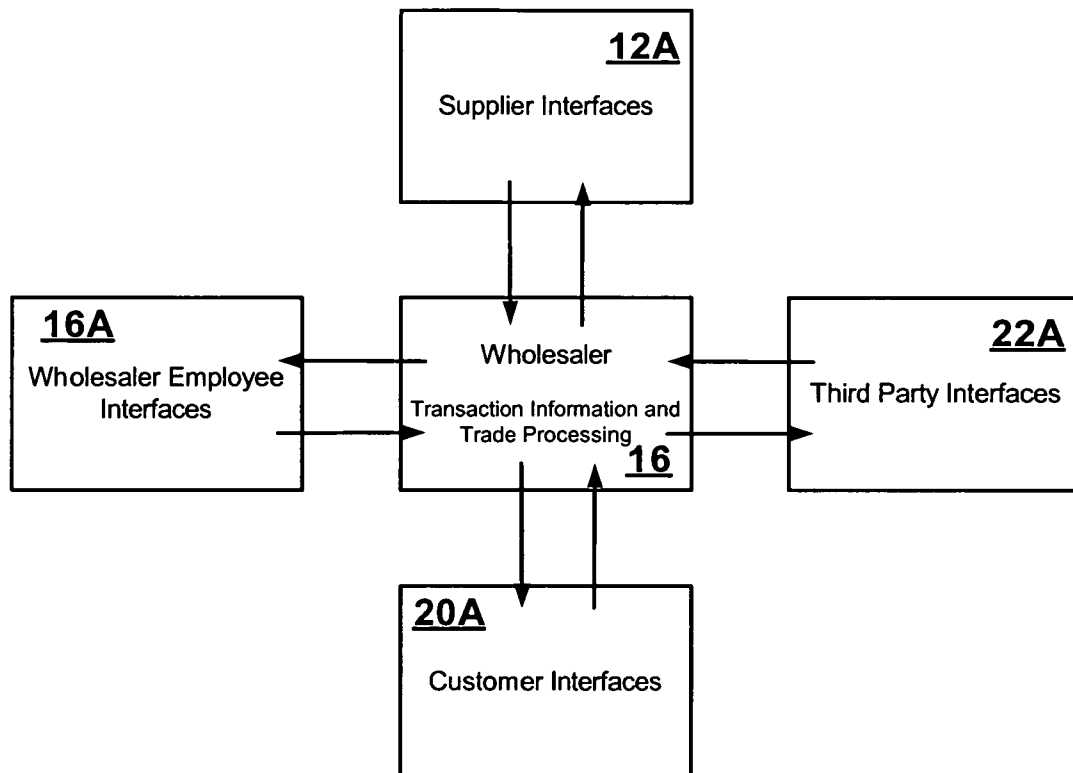 12A
Supplier Interfaces
16A
Wholesaler Employee
Interfaces
Wholesaler
Transaction Information and
Trade Processing
16
22A
Third Party Interfaces
20A
Customer Interfaces